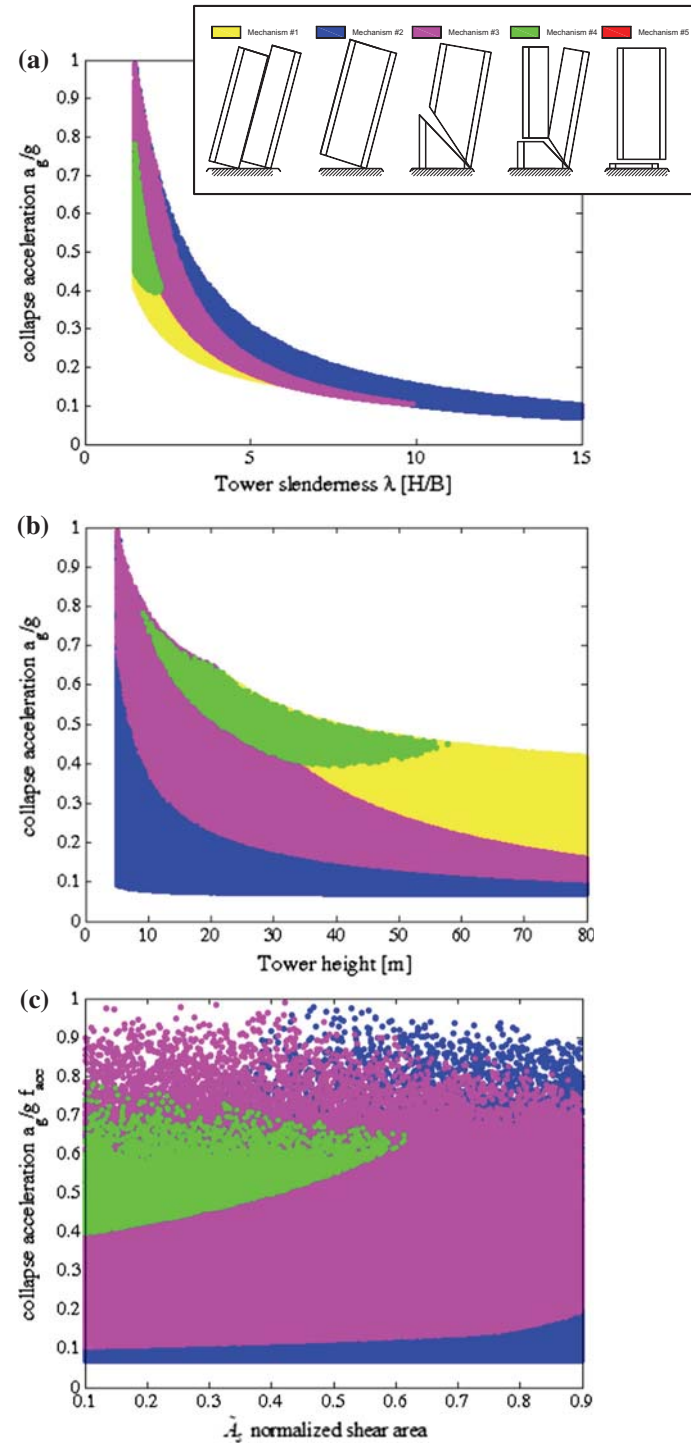 Mechanism #1 Mechanism #2 Mechanism #3 Mechanism #4 Mechanism #5
(a)
1
0.9
0.8
0.7
0.6
0.5
0.4
0.3
0.2
0.1
0
collapse acceleration a_g/g
0 5 10 15
Tower slenderness λ [H/B]
(b)
1
0.9
0.8
0.7
0.6
0.5
0.4
0.3
0.2
0.1
0
collapse acceleration a_g/g
0 10 20 30 40 50 60 70 80
Tower height [m]
(c)
1
0.9
0.8
0.7
0.6
0.5
0.4
0.3
0.2
0.1
0
collapse acceleration a_g/g f_acc
0.1 0.2 0.3 0.4 0.5 0.6 0.7 0.8 0.9
Ã_s normalized shear area